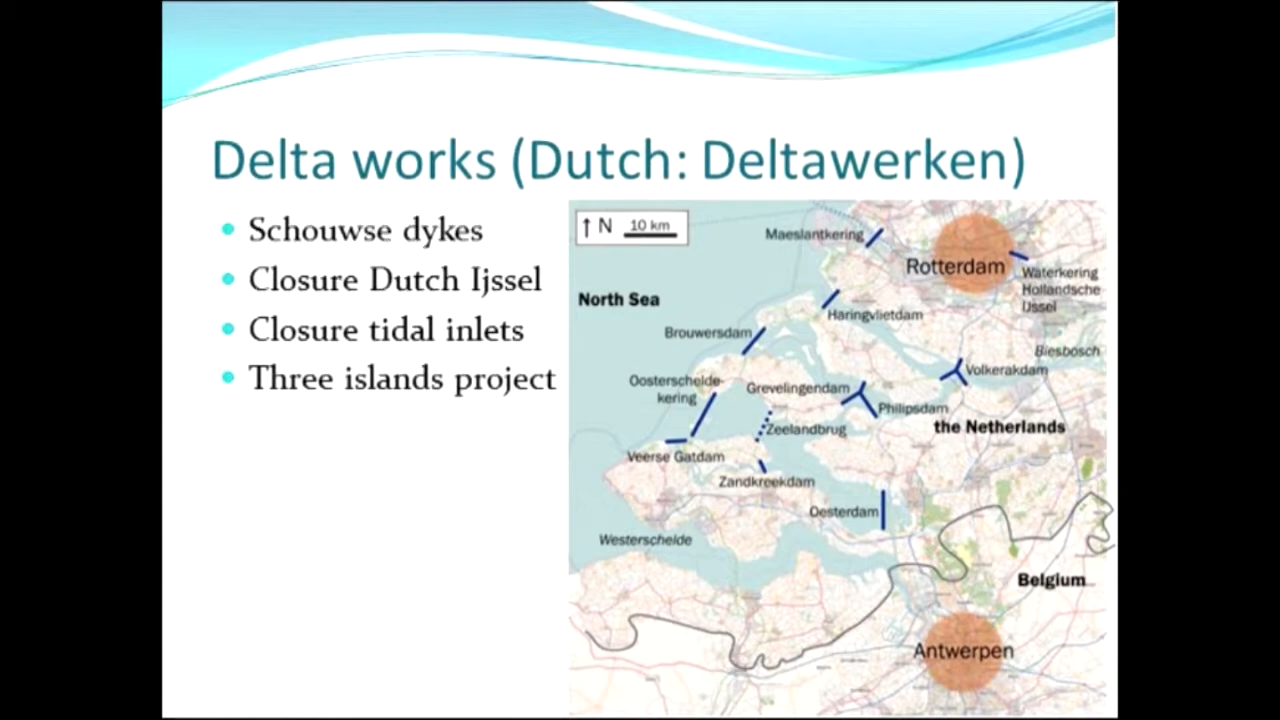 Delta works (Dutch: Deltawerken)
Schouwse dykes
Closure Dutch Ijssel
Closure tidal inlets
Three islands project
↑ N 10 km
North Sea
Maeslantkering
Rotterdam
Waterkering
Hollandsche
IJssel
Haringvlietdam
Brouwersdam
Biesbosch
Volkerakdam
Oosterschelde-
kering
Grevelingendam
Philipsdam
the Netherlands
Zeelandbrug
Veerse Gatdam
Zandkreekdam
Oesterdam
Westerschelde
Belgium
Antwerpen